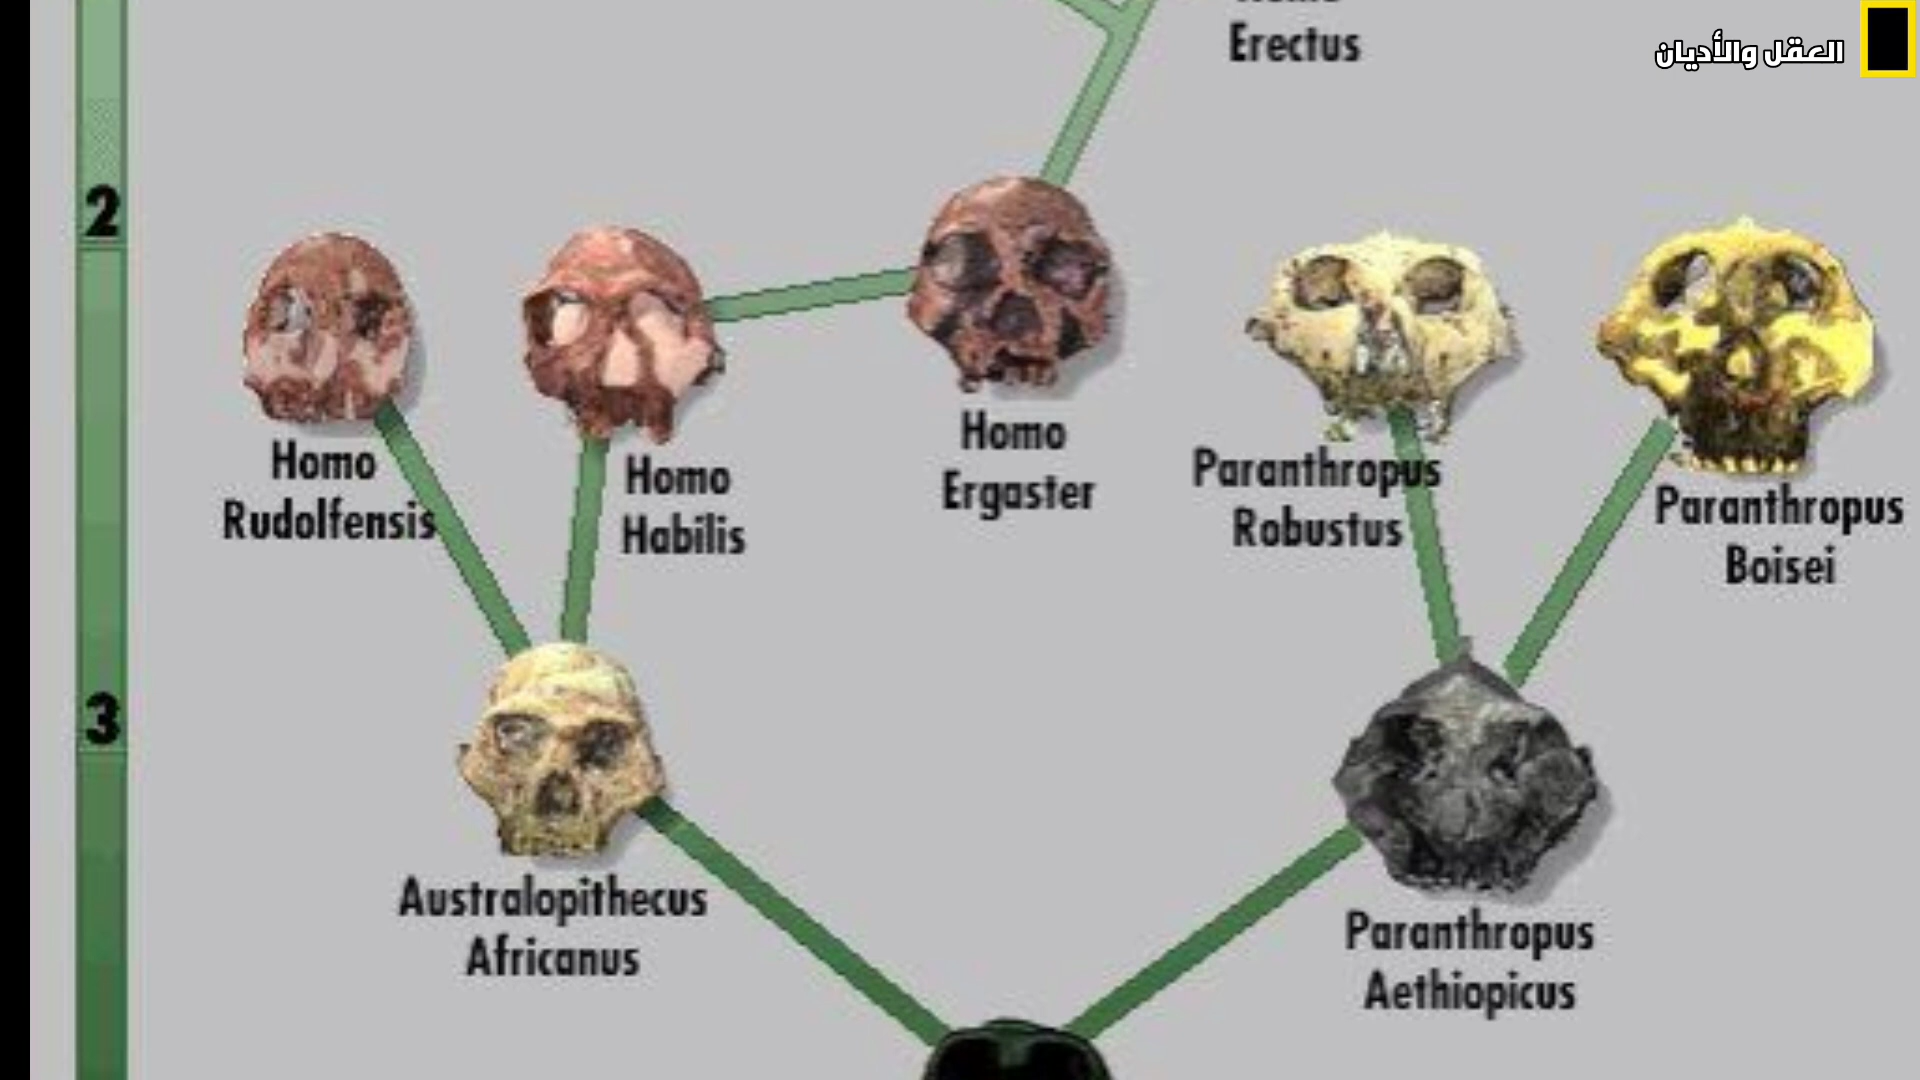 Erectus
العقل والأديان
2
Homo
Rudolfensis
Homo
Habilis
Homo
Ergaster
Paranthropus
Robustus
Paranthropus
Boisei
3
Australopithecus
Africanus
Paranthropus
Aethiopicus